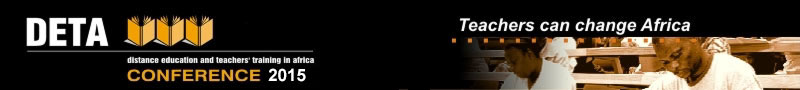 DETA
distance education and teachers' training in africa
CONFERENCE 2015
Teachers can change Africa